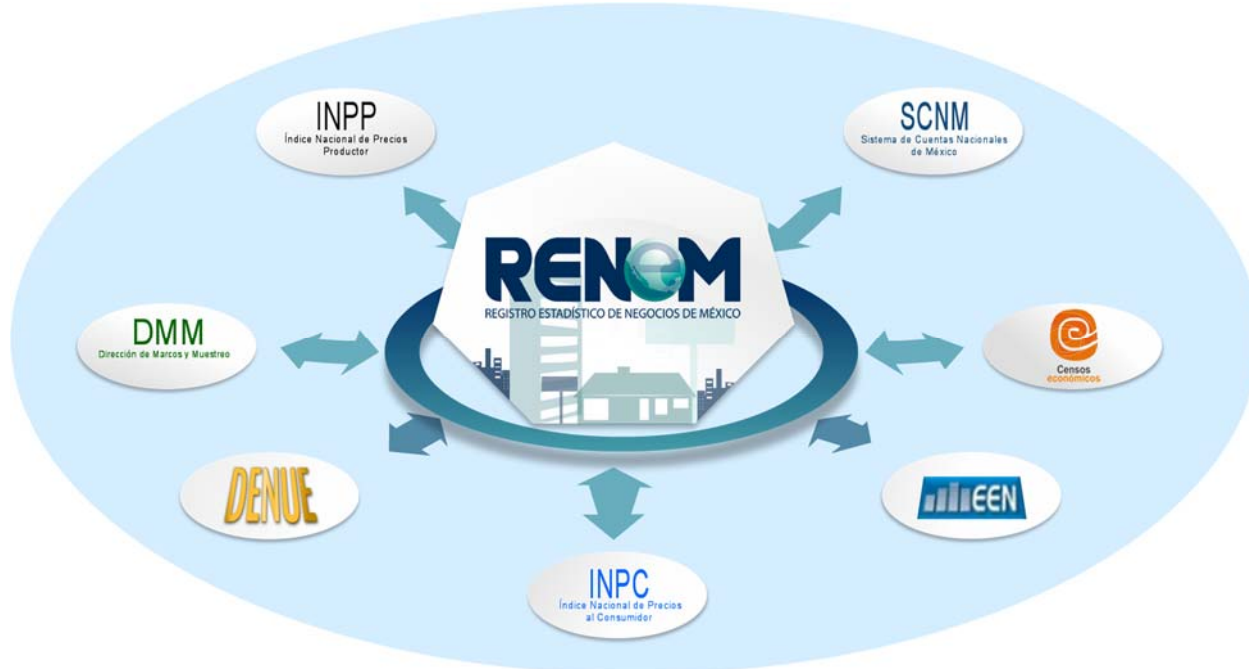 INPP
Índice Nacional de Precios
Productor
SCNM
Sistema de Cuentas Nacionales
de México
RENOM
REGISTRO ESTADÍSTICO DE NEGOCIOS DE MÉXICO
DMM
Dirección de Marcos y Muestreo
Censos
económicos
DENUE
EEN
INPC
Índice Nacional de Precios
al Consumidor